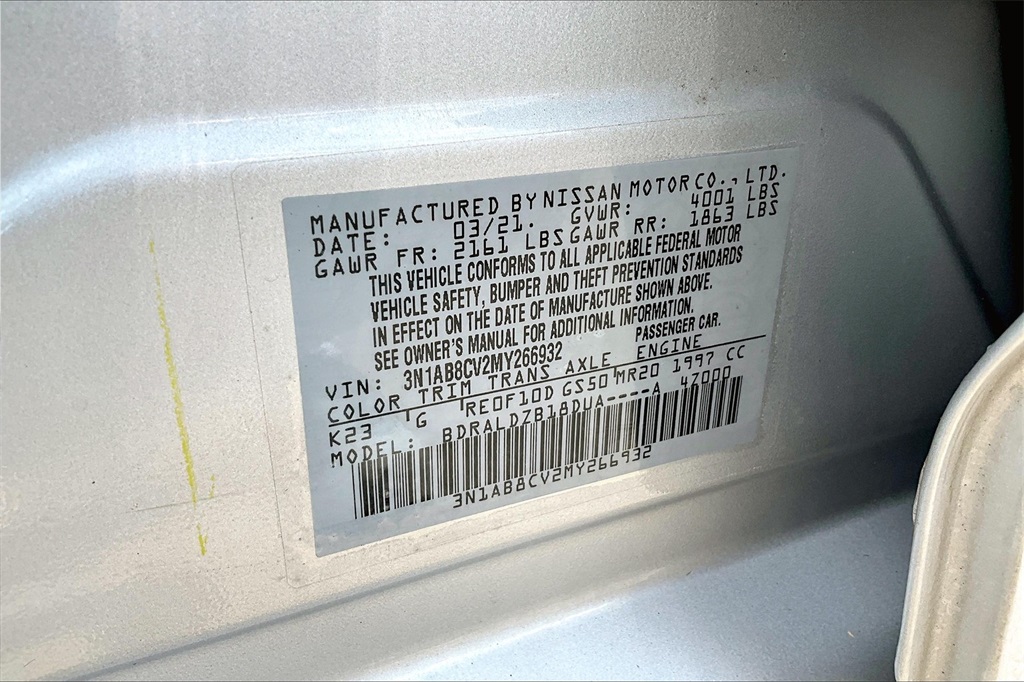 MANUFACTURED BY NISSAN MOTOR CO., LTD.
DATE: 03/21. GVWR: 4001 LBS
GAWR FR: 2161 LBS GAWR RR: 1863 LBS
THIS VEHICLE CONFORMS TO ALL APPLICABLE FEDERAL MOTOR
VEHICLE SAFETY, BUMPER AND THEFT PREVENTION STANDARDS
IN EFFECT ON THE DATE OF MANUFACTURE SHOWN ABOVE.
SEE OWNER'S MANUAL FOR ADDITIONAL INFORMATION.
VIN: 3N1AB8CV2MY266932 PASSENGER CAR.
COLOR TRIM TRANS AXLE ENGINE
K23 G RE0F10D GS50 MR20 1997 CC
MODEL: BDRALDZB18DUA----A 47000
3N1AB8CV2MY266932